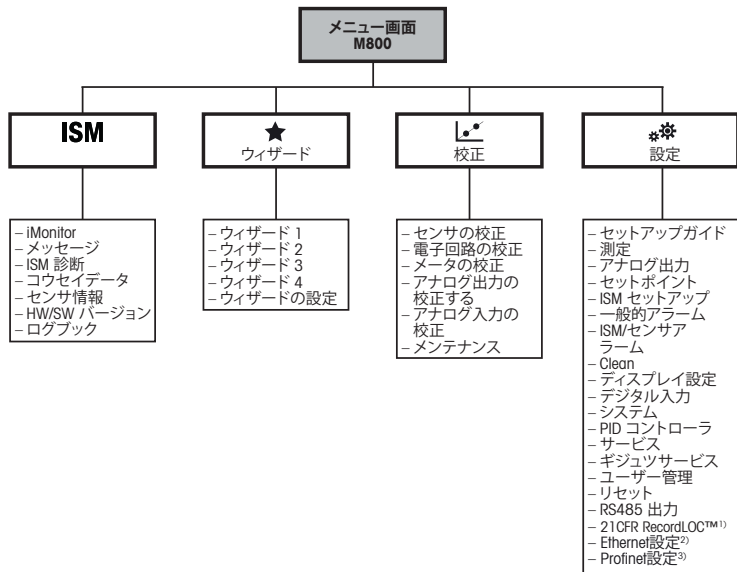 メニュー画面
M800
ISM
ウィザード
校正
設定
– iMonitor
– メッセージ
– ISM 診断
– コウセイデータ
– センサ情報
– HW/SW バージョン
– ログブック
– ウィザード 1
– ウィザード 2
– ウィザード 3
– ウィザード 4
– ウィザードの設定
– センサの校正
– 電子回路の校正
– メータの校正
– アナログ出力の
校正する
– アナログ入力の
校正
– メンテナンス
– セットアップガイド
– 測定
– アナログ出力
– セットポイント
– ISM セットアップ
– 一般的アラーム
– ISM/センサア
ラーム
– Clean
– ディスプレイ設定
– デジタル入力
– システム
– PID コントローラ
– サービス
– ギジュツサービス
– ユーザー管理
– リセット
– RS485 出力
– 21CFR RecordLOC™1)
– Ethernet設定2)
– Profinet設定3)